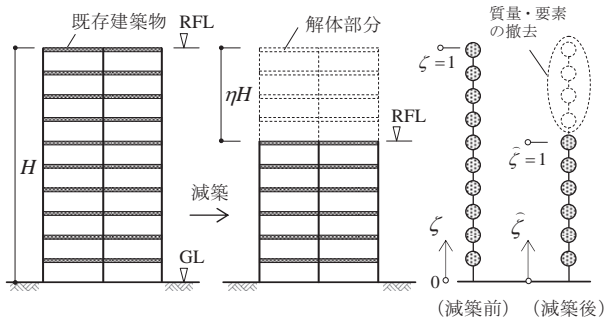 既存建築物
RFL
H
GL
減築
解体部分
ηH
RFL
質量・要素
の撤去
ζ=1
ζ̂=1
ζ
ζ̂
0
(減築前)
(減築後)